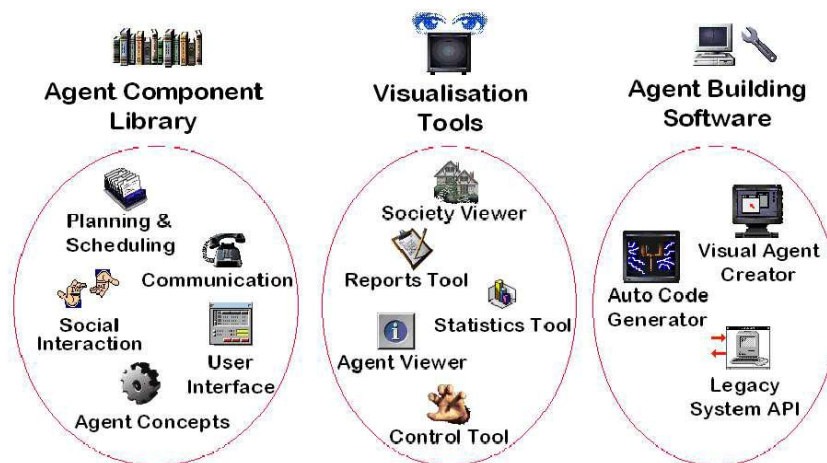 Agent Component
Library
Visualisation
Tools
Agent Building
Software
Planning &
Scheduling
Communication
Social
Interaction
User
Interface
Agent Concepts
Society Viewer
Reports Tool
Statistics Tool
Agent Viewer
Control Tool
Visual Agent
Creator
Auto Code
Generator
Legacy
System API